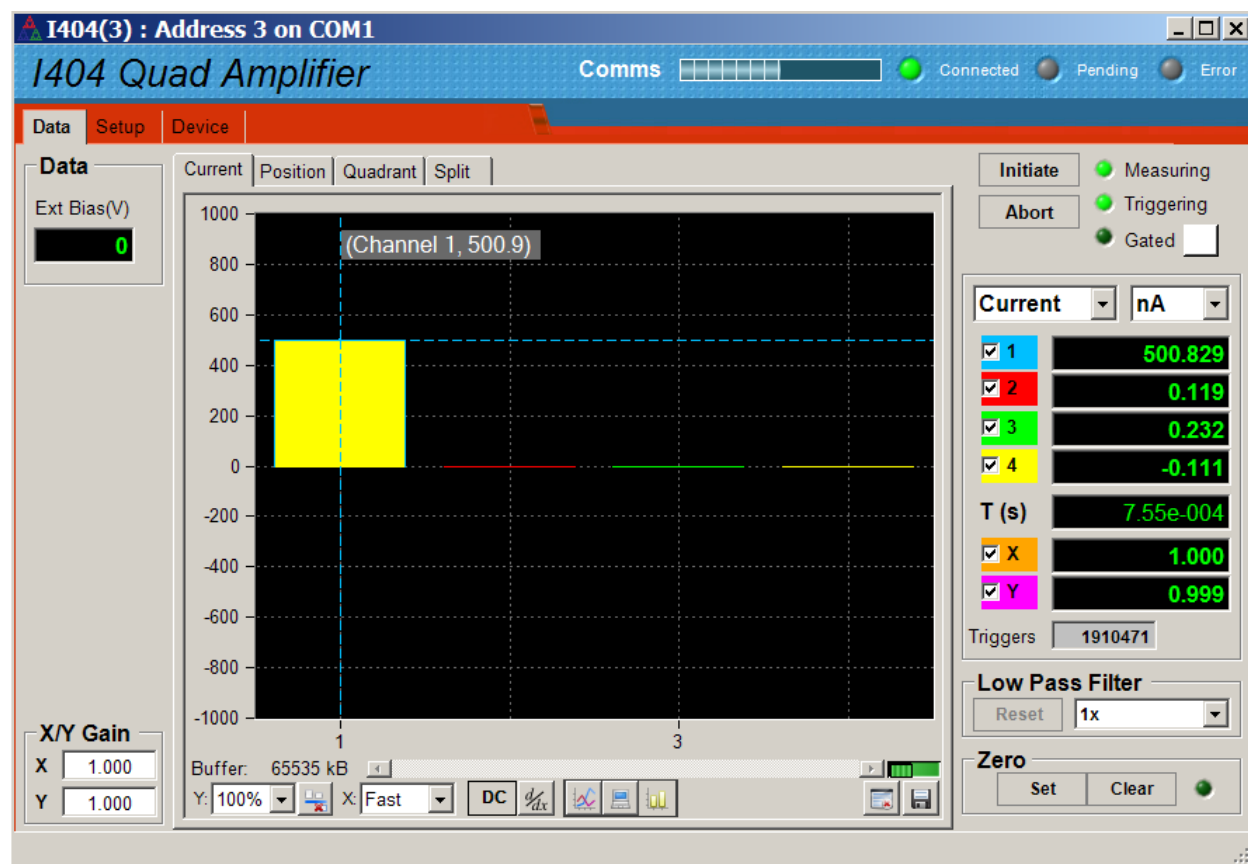 I404(3) : Address 3 on COM1
I404 Quad Amplifier
Comms
Connected
Pending
Error
Data
Setup
Device
Data
Ext Bias(V)
0
Current
Position
Quadrant
Split
1000
800
600
400
200
0
-200
-400
-600
-800
-1000
(Channel 1, 500.9)
1
3
Buffer: 65535 kB
Y: 100%
X: Fast
DC
d/dx
X/Y Gain
X 1.000
Y 1.000
Initiate
Measuring
Abort
Triggering
Gated
Current
nA
1 500.829
2 0.119
3 0.232
4 -0.111
T (s) 7.55e-004
X 1.000
Y 0.999
Triggers 1910471
Low Pass Filter
Reset
1x
Zero
Set
Clear